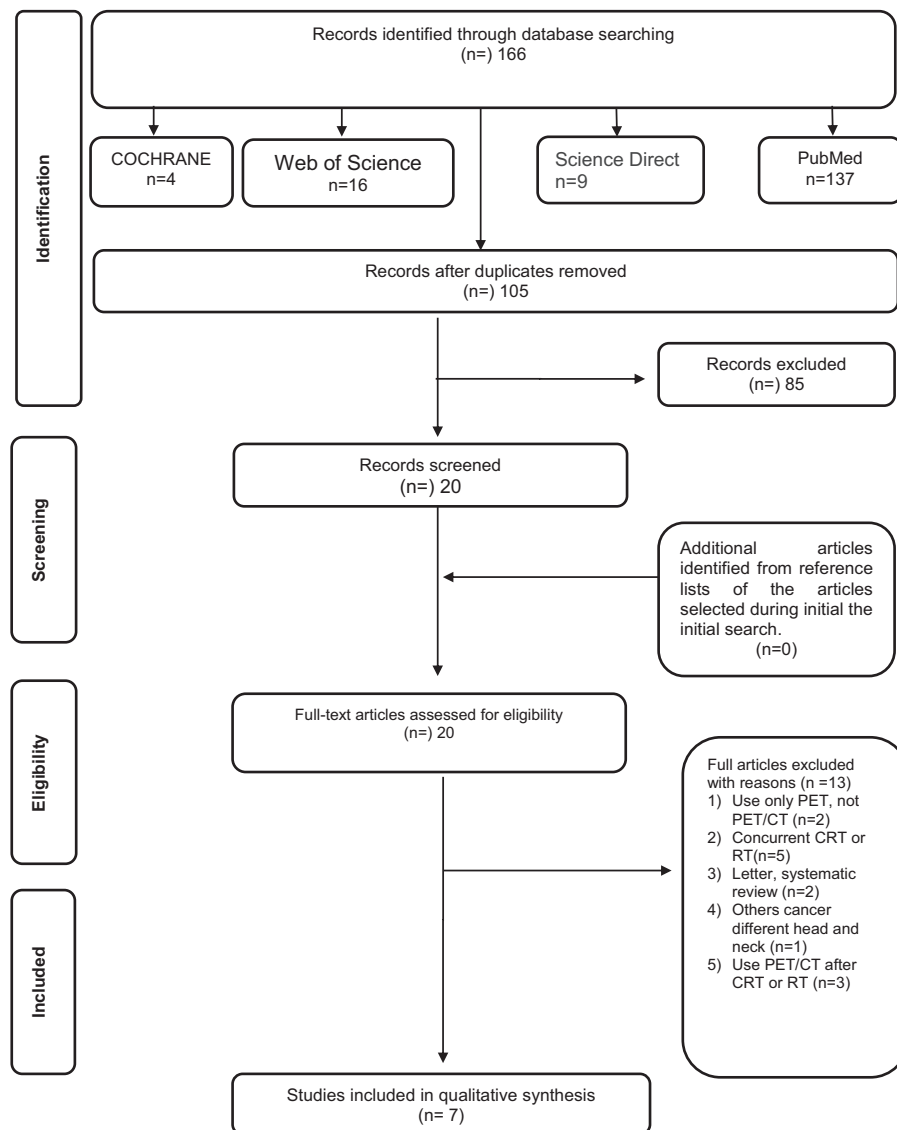 Records identified through database searching
(n=) 166
COCHRANE
n=4
Web of Science
n=16
Science Direct
n=9
PubMed
n=137
Records after duplicates removed
(n=) 105
Records excluded
(n=) 85
Identification
Records screened
(n=) 20
Screening
Additional articles
identified from reference
lists of the articles
selected during initial the
initial search.
(n=0)
Full-text articles assessed for eligibility
(n=) 20
Eligibility
Full articles excluded
with reasons (n =13)
1) Use only PET, not
PET/CT (n=2)
2) Concurrent CRT or
RT(n=5)
3) Letter, systematic
review (n=2)
4) Others cancer
different head and
neck (n=1)
5) Use PET/CT after
CRT or RT (n=3)
Included
Studies included in qualitative synthesis
(n= 7)